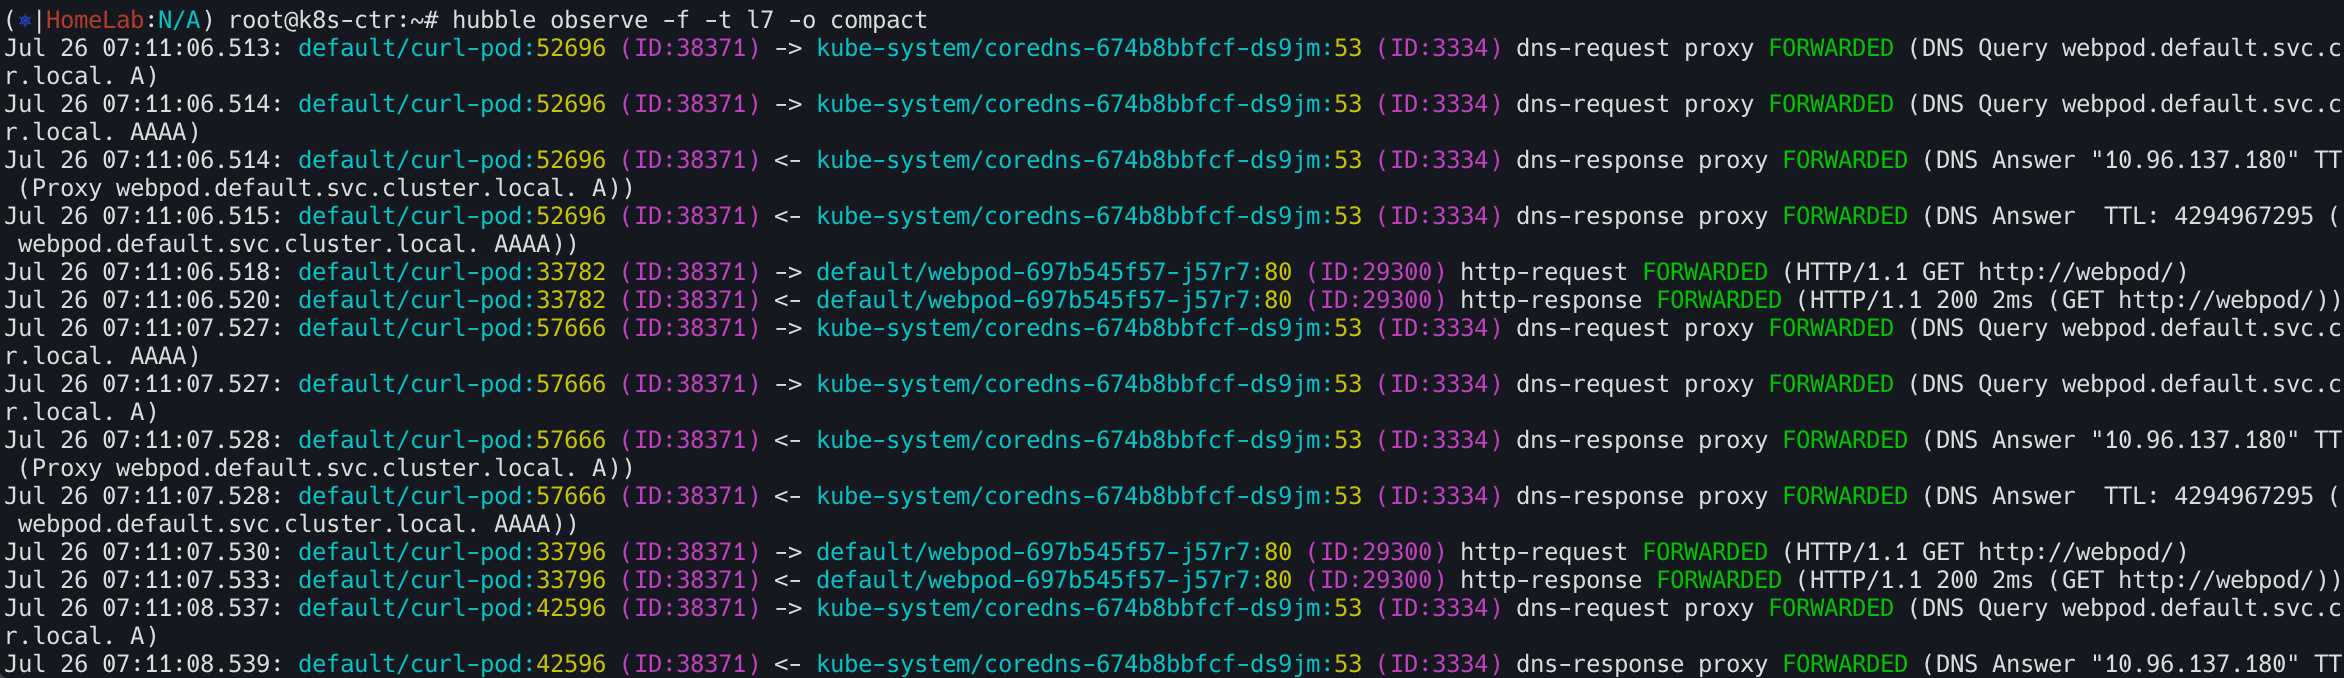 (⎈|HomeLab:N/A) root@k8s-ctr:~# hubble observe -f -t l7 -o compact
Jul 26 07:11:06.513: default/curl-pod:52696 (ID:38371) -> kube-system/coredns-674b8bbfcf-ds9jm:53 (ID:3334) dns-request proxy FORWARDED (DNS Query webpod.default.svc.c
r.local. A)
Jul 26 07:11:06.514: default/curl-pod:52696 (ID:38371) -> kube-system/coredns-674b8bbfcf-ds9jm:53 (ID:3334) dns-request proxy FORWARDED (DNS Query webpod.default.svc.c
r.local. AAAA)
Jul 26 07:11:06.514: default/curl-pod:52696 (ID:38371) <- kube-system/coredns-674b8bbfcf-ds9jm:53 (ID:3334) dns-response proxy FORWARDED (DNS Answer "10.96.137.180" TT
(Proxy webpod.default.svc.cluster.local. A))
Jul 26 07:11:06.515: default/curl-pod:52696 (ID:38371) <- kube-system/coredns-674b8bbfcf-ds9jm:53 (ID:3334) dns-response proxy FORWARDED (DNS Answer  TTL: 4294967295 (
webpod.default.svc.cluster.local. AAAA))
Jul 26 07:11:06.518: default/curl-pod:33782 (ID:38371) -> default/webpod-697b545f57-j57r7:80 (ID:29300) http-request FORWARDED (HTTP/1.1 GET http://webpod/)
Jul 26 07:11:06.520: default/curl-pod:33782 (ID:38371) <- default/webpod-697b545f57-j57r7:80 (ID:29300) http-response FORWARDED (HTTP/1.1 200 2ms (GET http://webpod/))
Jul 26 07:11:07.527: default/curl-pod:57666 (ID:38371) -> kube-system/coredns-674b8bbfcf-ds9jm:53 (ID:3334) dns-request proxy FORWARDED (DNS Query webpod.default.svc.c
r.local. AAAA)
Jul 26 07:11:07.527: default/curl-pod:57666 (ID:38371) -> kube-system/coredns-674b8bbfcf-ds9jm:53 (ID:3334) dns-request proxy FORWARDED (DNS Query webpod.default.svc.c
r.local. A)
Jul 26 07:11:07.528: default/curl-pod:57666 (ID:38371) <- kube-system/coredns-674b8bbfcf-ds9jm:53 (ID:3334) dns-response proxy FORWARDED (DNS Answer "10.96.137.180" TT
(Proxy webpod.default.svc.cluster.local. A))
Jul 26 07:11:07.528: default/curl-pod:57666 (ID:38371) <- kube-system/coredns-674b8bbfcf-ds9jm:53 (ID:3334) dns-response proxy FORWARDED (DNS Answer  TTL: 4294967295 (
webpod.default.svc.cluster.local. AAAA))
Jul 26 07:11:07.530: default/curl-pod:33796 (ID:38371) -> default/webpod-697b545f57-j57r7:80 (ID:29300) http-request FORWARDED (HTTP/1.1 GET http://webpod/)
Jul 26 07:11:07.533: default/curl-pod:33796 (ID:38371) <- default/webpod-697b545f57-j57r7:80 (ID:29300) http-response FORWARDED (HTTP/1.1 200 2ms (GET http://webpod/))
Jul 26 07:11:08.537: default/curl-pod:42596 (ID:38371) -> kube-system/coredns-674b8bbfcf-ds9jm:53 (ID:3334) dns-request proxy FORWARDED (DNS Query webpod.default.svc.c
r.local. A)
Jul 26 07:11:08.539: default/curl-pod:42596 (ID:38371) <- kube-system/coredns-674b8bbfcf-ds9jm:53 (ID:3334) dns-response proxy FORWARDED (DNS Answer "10.96.137.180" TT